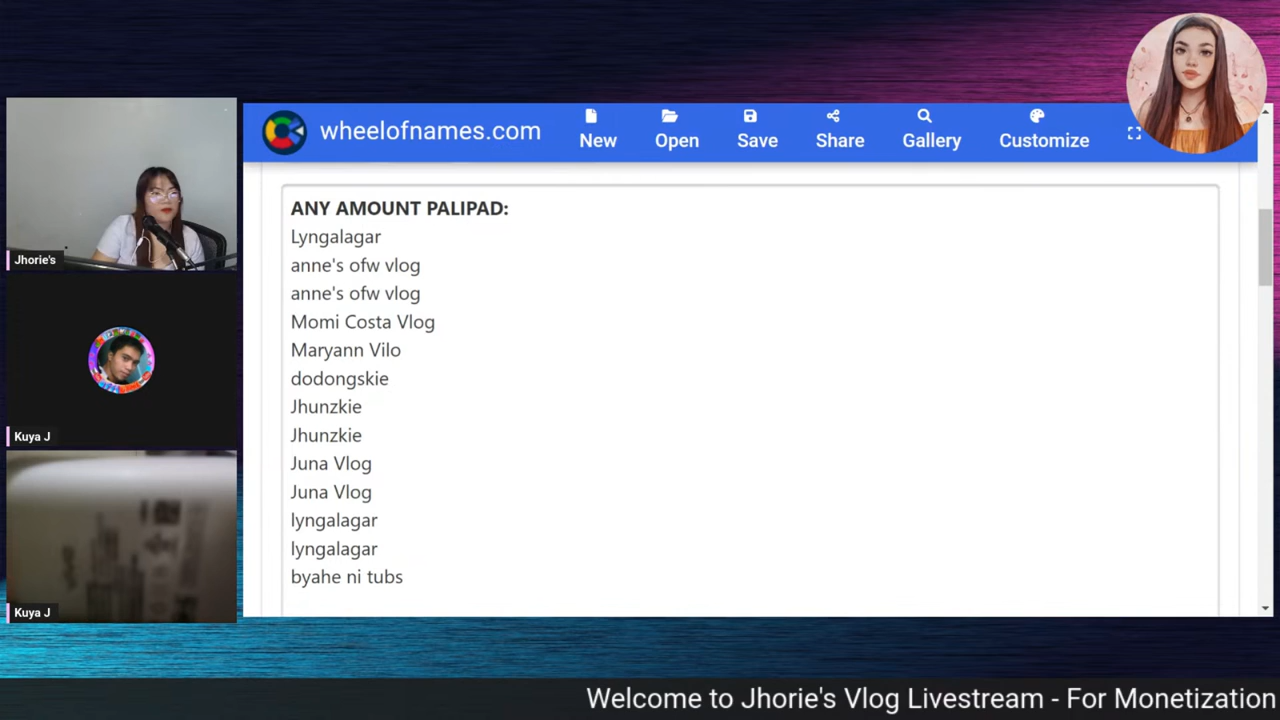 Jhorie's
Kuya J
Kuya J
wheelofnames.com
New
Open
Save
Share
Gallery
Customize
ANY AMOUNT PALIPAD:
Lyngalagar
anne's ofw vlog
anne's ofw vlog
Momi Costa Vlog
Maryann Vilo
dodongskie
Jhunzkie
Jhunzkie
Juna Vlog
Juna Vlog
lyngalagar
lyngalagar
byahe ni tubs
Welcome to Jhorie's Vlog Livestream - For Monetization